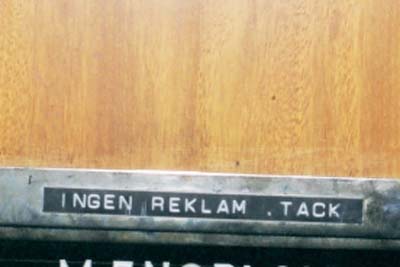 INGEN REKLAM . TACK